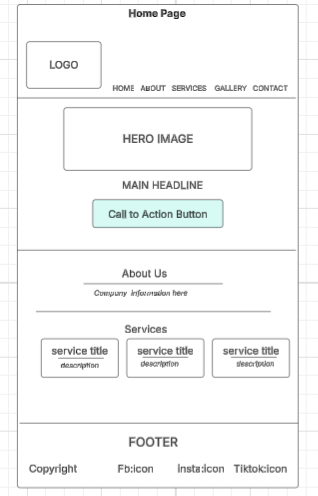 Home Page
LOGO
HOME ABOUT SERVICES GALLERY CONTACT
HERO IMAGE
MAIN HEADLINE
Call to Action Button
About Us
Company information here
Services
service title service title service title
description description description
FOOTER
Copyright Fb:icon insta:icon Tiktok:icon